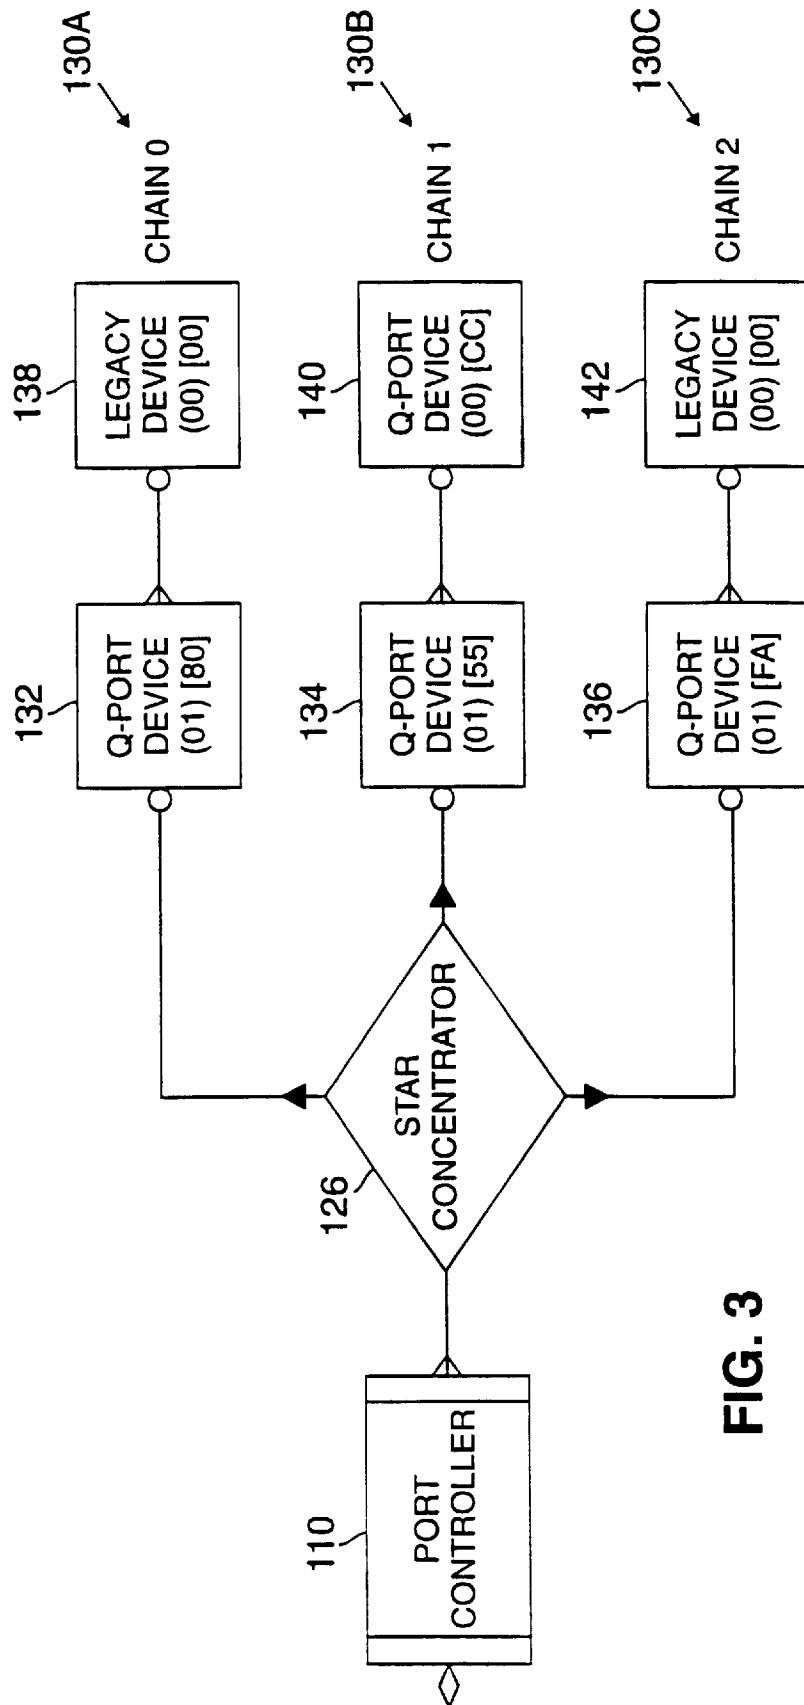 110
PORT
CONTROLLER
126
STAR
CONCENTRATOR
132
Q-PORT
DEVICE
(01) [80]
138
LEGACY
DEVICE
(00) [00]
CHAIN 0
130A
134
Q-PORT
DEVICE
(01) [55]
140
Q-PORT
DEVICE
(00) [CC]
CHAIN 1
130B
136
Q-PORT
DEVICE
(01) [FA]
142
LEGACY
DEVICE
(00) [00]
CHAIN 2
130C
FIG. 3